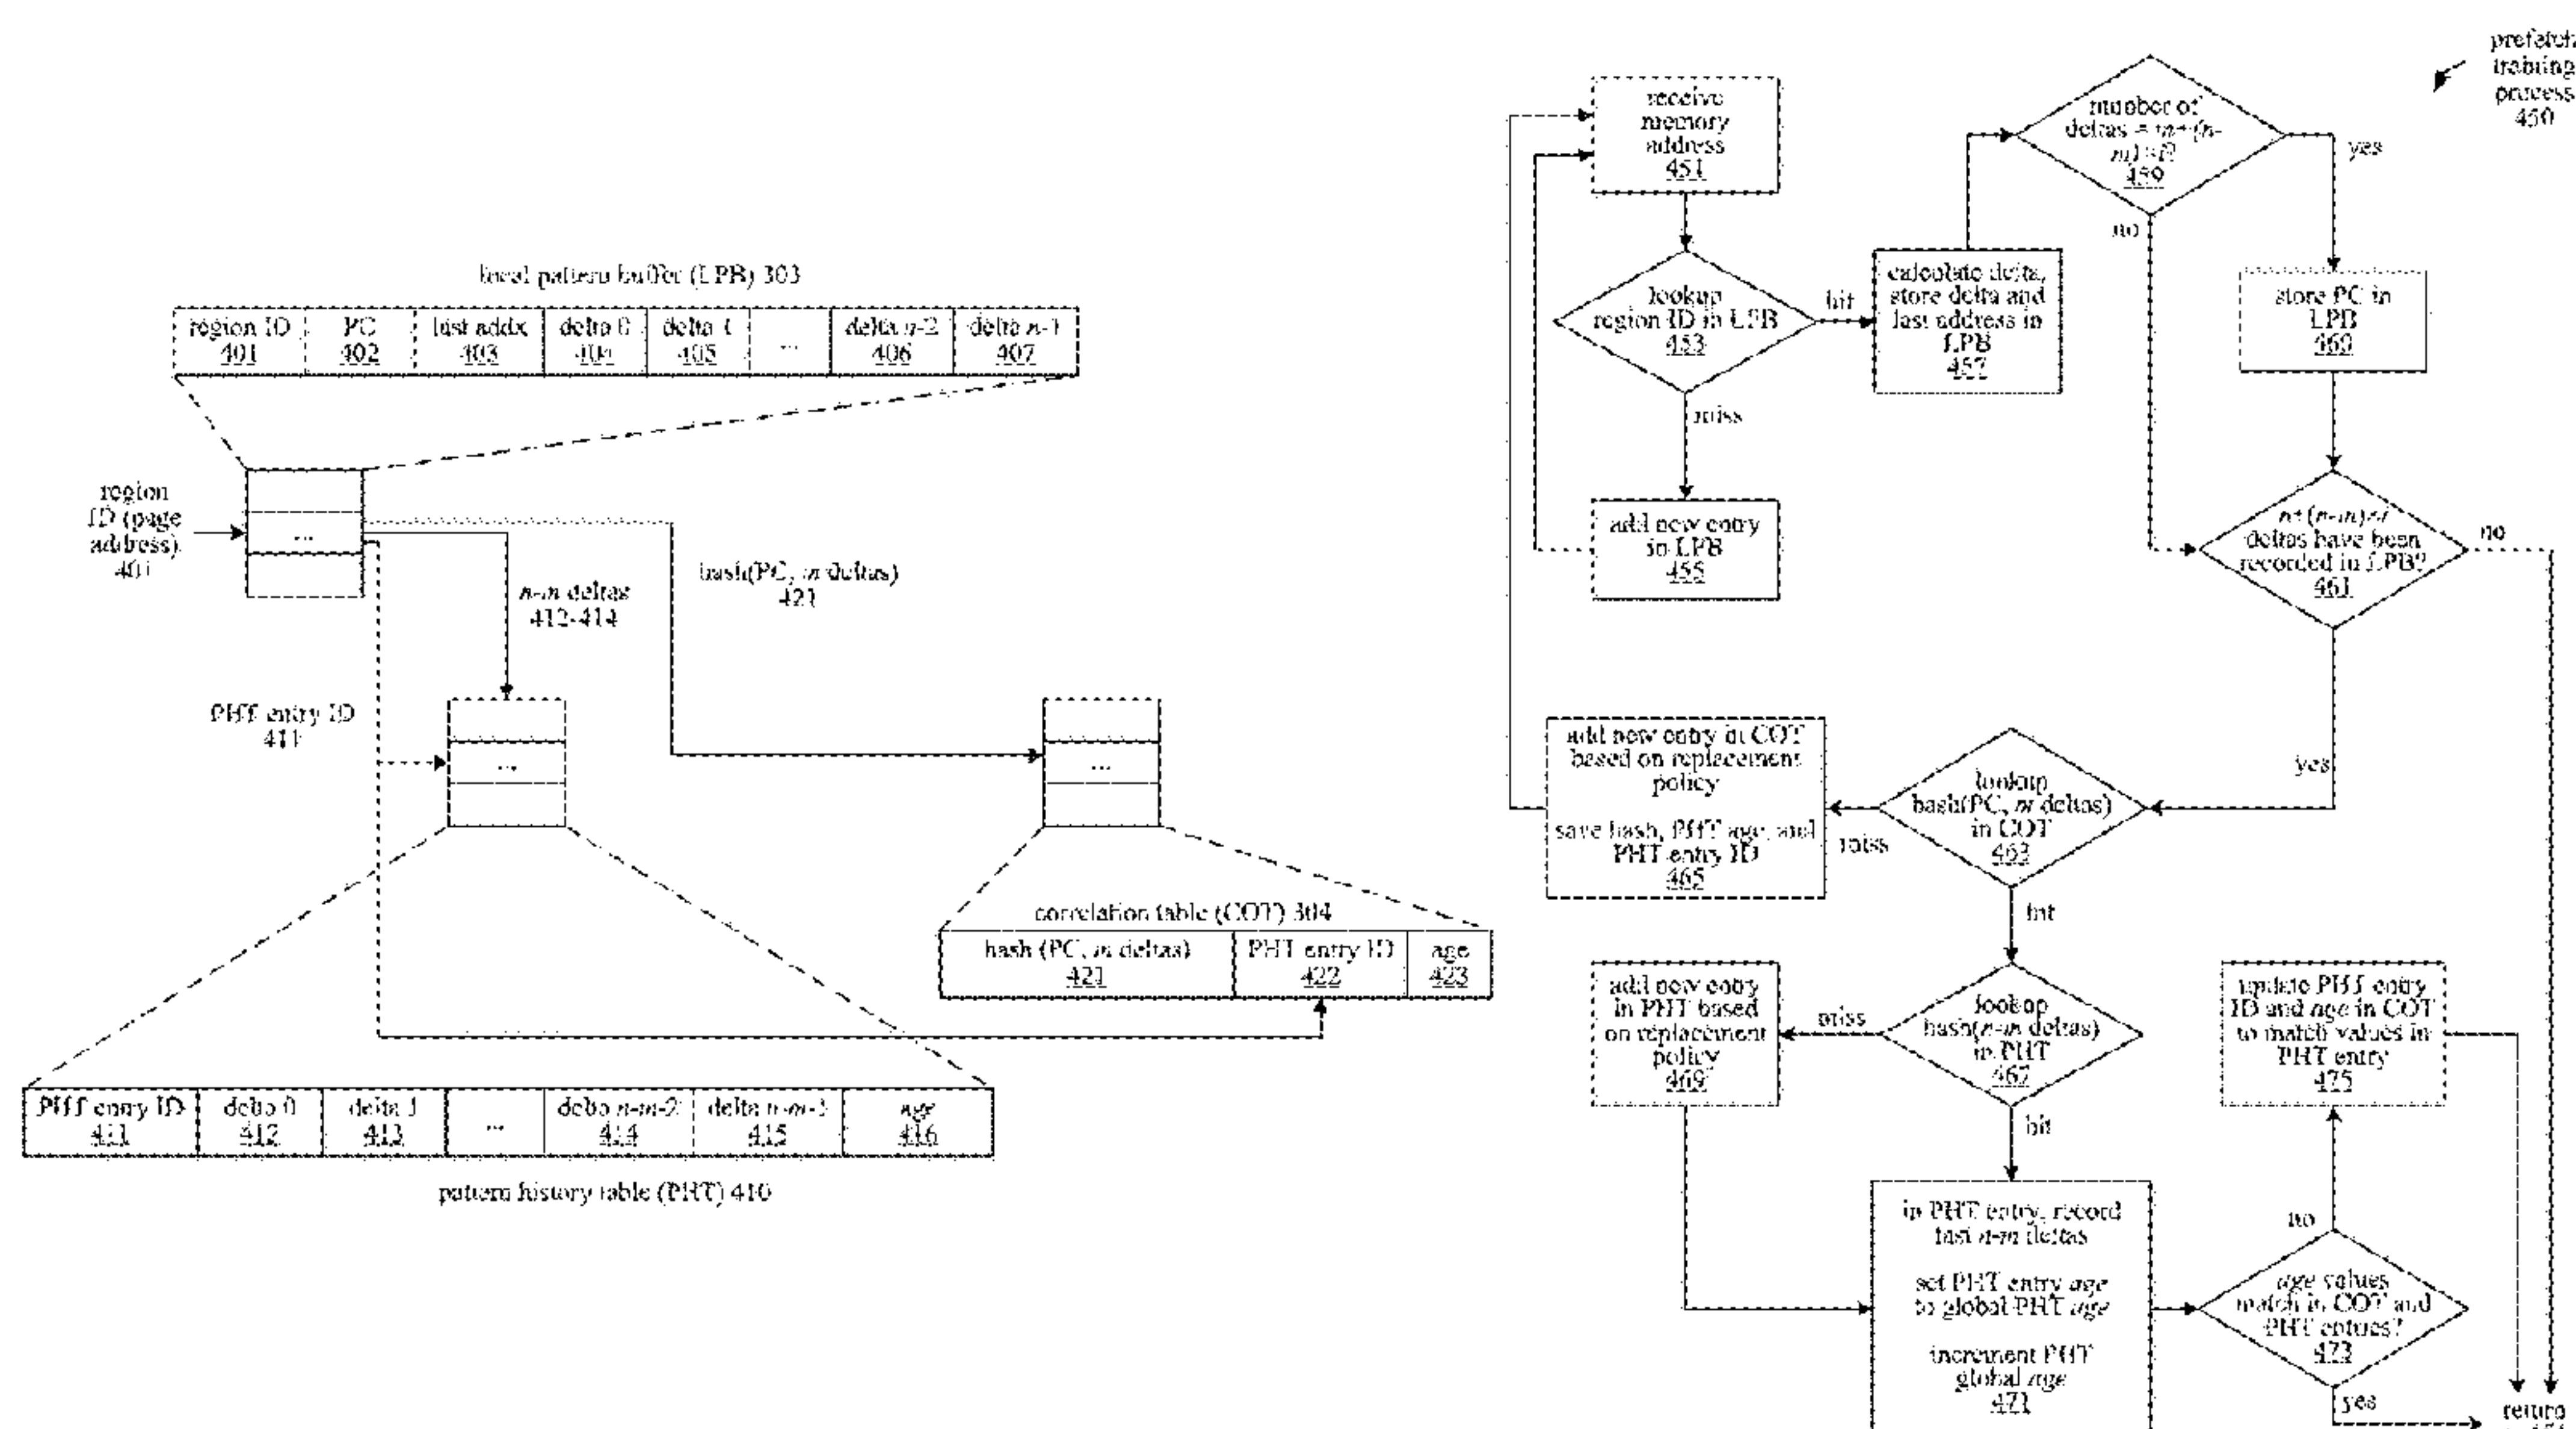 local pattern buffer (LPB) 303
region ID
401
PC
402
last addx
403
delta 0
404
delta 1
405
...
delta n-2
406
delta n-1
407
region
ID (page
address)
401
...
n-m deltas
412-414
hash(PC, m deltas)
421
PHT entry ID
411
...
...
correlation table (COT) 304
hash (PC, m deltas)
421
PHT entry ID
422
age
423
PHT entry ID
411
delta 0
412
delta 1
413
...
delta n-m-2
414
delta n-m-1
415
age
416
pattern history table (PHT) 410
prefetch
training
process
450
receive
memory
address
451
lookup
region ID in LPB
453
hit
miss
add new entry
in LPB
455
calculate delta,
store delta and
last address in
LPB
457
number of
deltas = m+(n-
459
yes
no
store PC in
LPB
460
deltas have been
recorded in LPB?
461
no
yes
lookup
hash(PC, m deltas)
in COT
463
miss
hit
add new entry in COT
based on replacement
policy
save hash, PHT age, and
PHT entry ID
465
lookup
hash(n-m deltas)
in PHT
467
miss
hit
add new entry
in PHT based
on replacement
policy
469
in PHT entry, record
last n-m deltas
set PHT entry age
to global PHT age
increment PHT
global age
471
age values
match in COT and
PHT entries?
473
no
yes
update PHT entry
ID and age in COT
to match values in
PHT entry
475
return